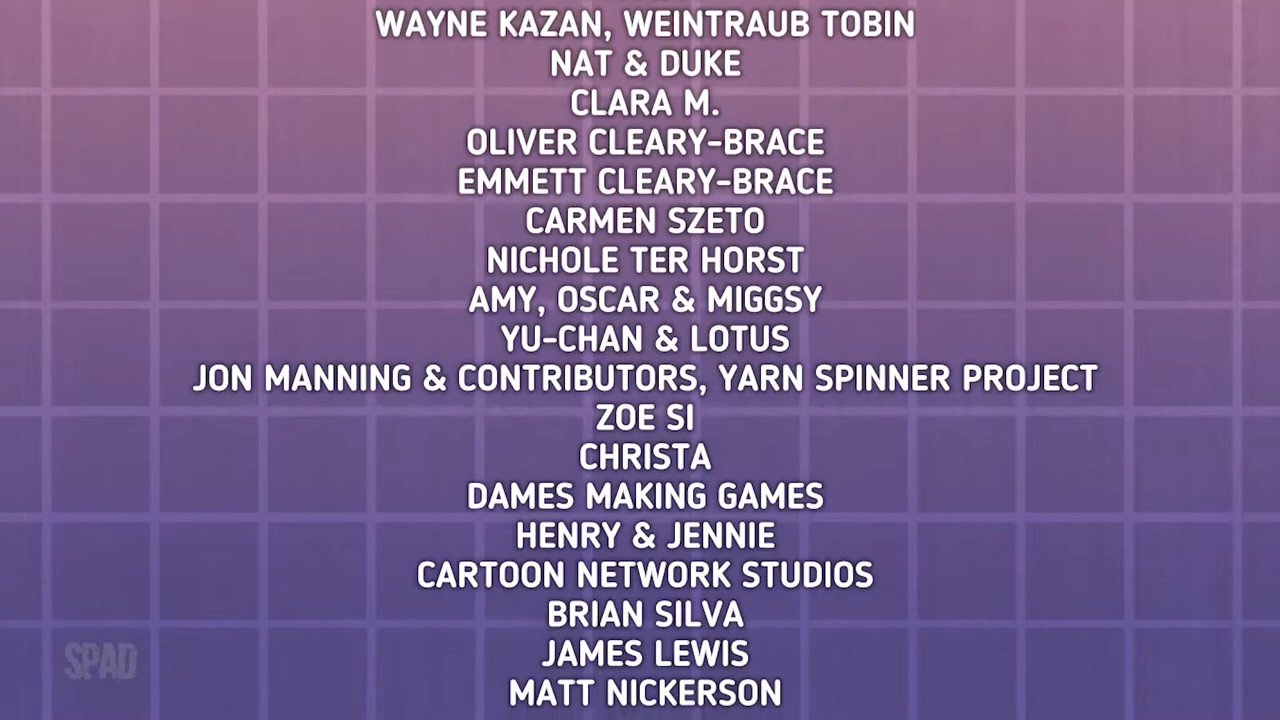 WAYNE KAZAN, WEINTRAUB TOBIN
NAT & DUKE
CLARA M.
OLIVER CLEARY-BRACE
EMMETT CLEARY-BRACE
CARMEN SZETO
NICHOLE TER HORST
AMY, OSCAR & MIGGSY
YU-CHAN & LOTUS
JON MANNING & CONTRIBUTORS, YARN SPINNER PROJECT
ZOE SI
CHRISTA
DAMES MAKING GAMES
HENRY & JENNIE
CARTOON NETWORK STUDIOS
BRIAN SILVA
JAMES LEWIS
SPAD
MATT NICKERSON